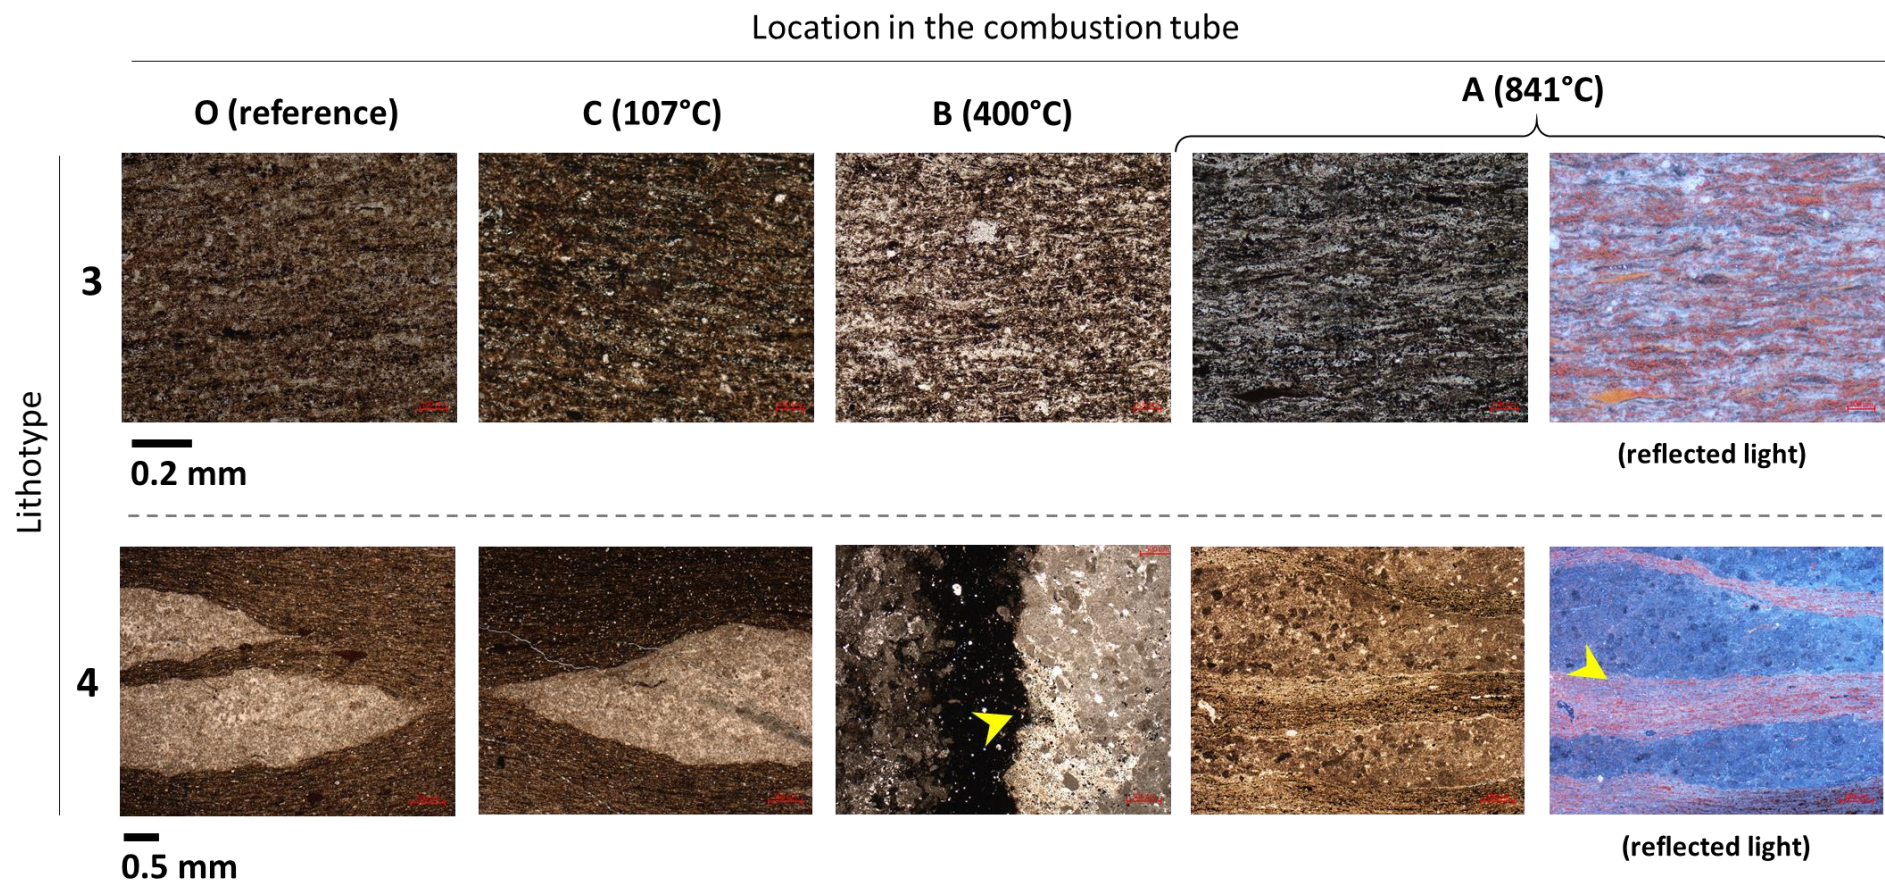 Location in the combustion tube
O (reference)
C (107°C)
B (400°C)
A (841°C)
Lithotype
3
0.2 mm
(reflected light)
4
0.5 mm
(reflected light)